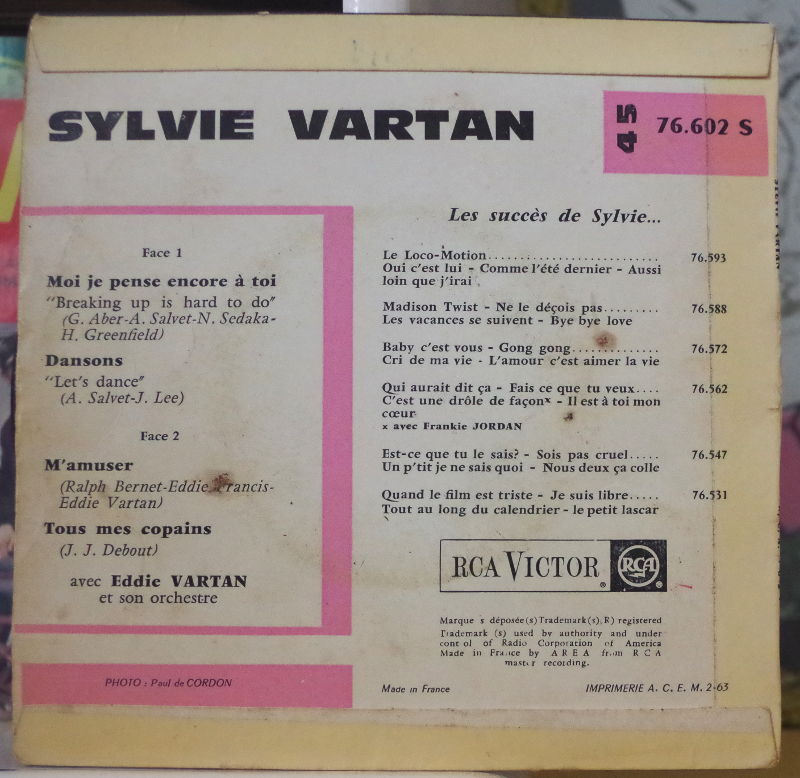 SYLVIE VARTAN
45 76.602 S
Face 1
Moi je pense encore à toi
"Breaking up is hard to do"
(G. Aber-A. Salvet-N. Sedaka-
H. Greenfield)
Dansons
"Let's dance"
(A. Salvet-J. Lee)
Face 2
M'amuser
(Ralph Bernet-Eddie Francis-
Eddie Vartan)
Tous mes copains
(J. J. Debout)
avec Eddie VARTAN
et son orchestre
Les succès de Sylvie...
Le Loco-Motion........................... 76.593
Oui c'est lui - Comme l'été dernier - Aussi
loin que j'irai
Madison Twist - Ne le déçois pas......... 76.588
Les vacances se suivent - Bye bye love
Baby c'est vous - Gong gong.............. 76.572
Cri de ma vie - L'amour c'est aimer la vie
Qui aurait dit ça - Fais ce que tu veux.... 76.562
C'est une drôle de façonx - Il est à toi mon
cœur
x avec Frankie JORDAN
Est-ce que tu le sais? - Sois pas cruel..... 76.547
Un p'tit je ne sais quoi - Nous deux ça colle
Quand le film est triste - Je suis libre..... 76.531
Tout au long du calendrier - le petit lascar
RCA VICTOR ® RCA ®
Marque s déposée(s) Trademark(s), R) registered
Trademark (s) used by authority and under
control of Radio Corporation of America
Made in France by A R E A from R C A
master recording.
PHOTO : Paul de CORDON
Made in France
IMPRIMERIE A. C. E. M. 2-63